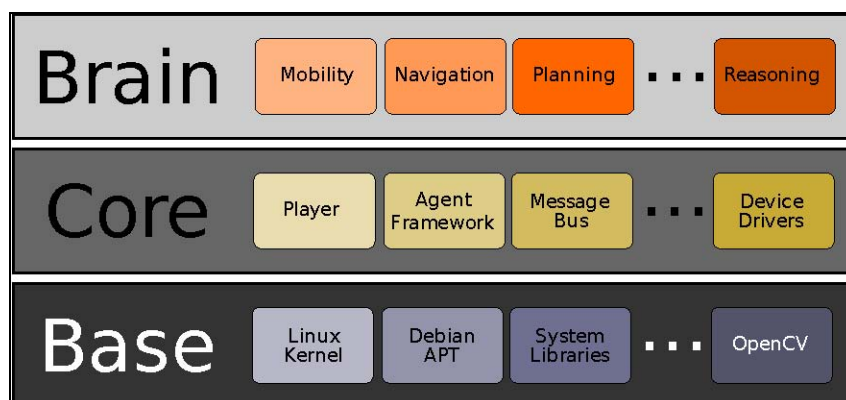 Brain
Mobility
Navigation
Planning
...
Reasoning
Core
Player
Agent
Framework
Message
Bus
...
Device
Drivers
Base
Linux
Kernel
Debian
APT
System
Libraries
...
OpenCV